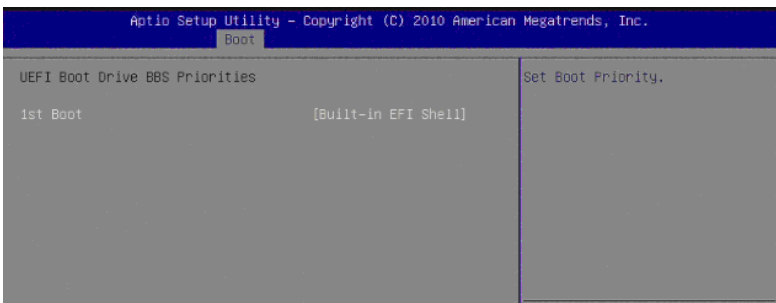 Aptio Setup Utility – Copyright (C) 2010 American Megatrends, Inc.
Boot
UEFI Boot Drive BBS Priorities
Set Boot Priority.
1st Boot [Built-in EFI Shell]